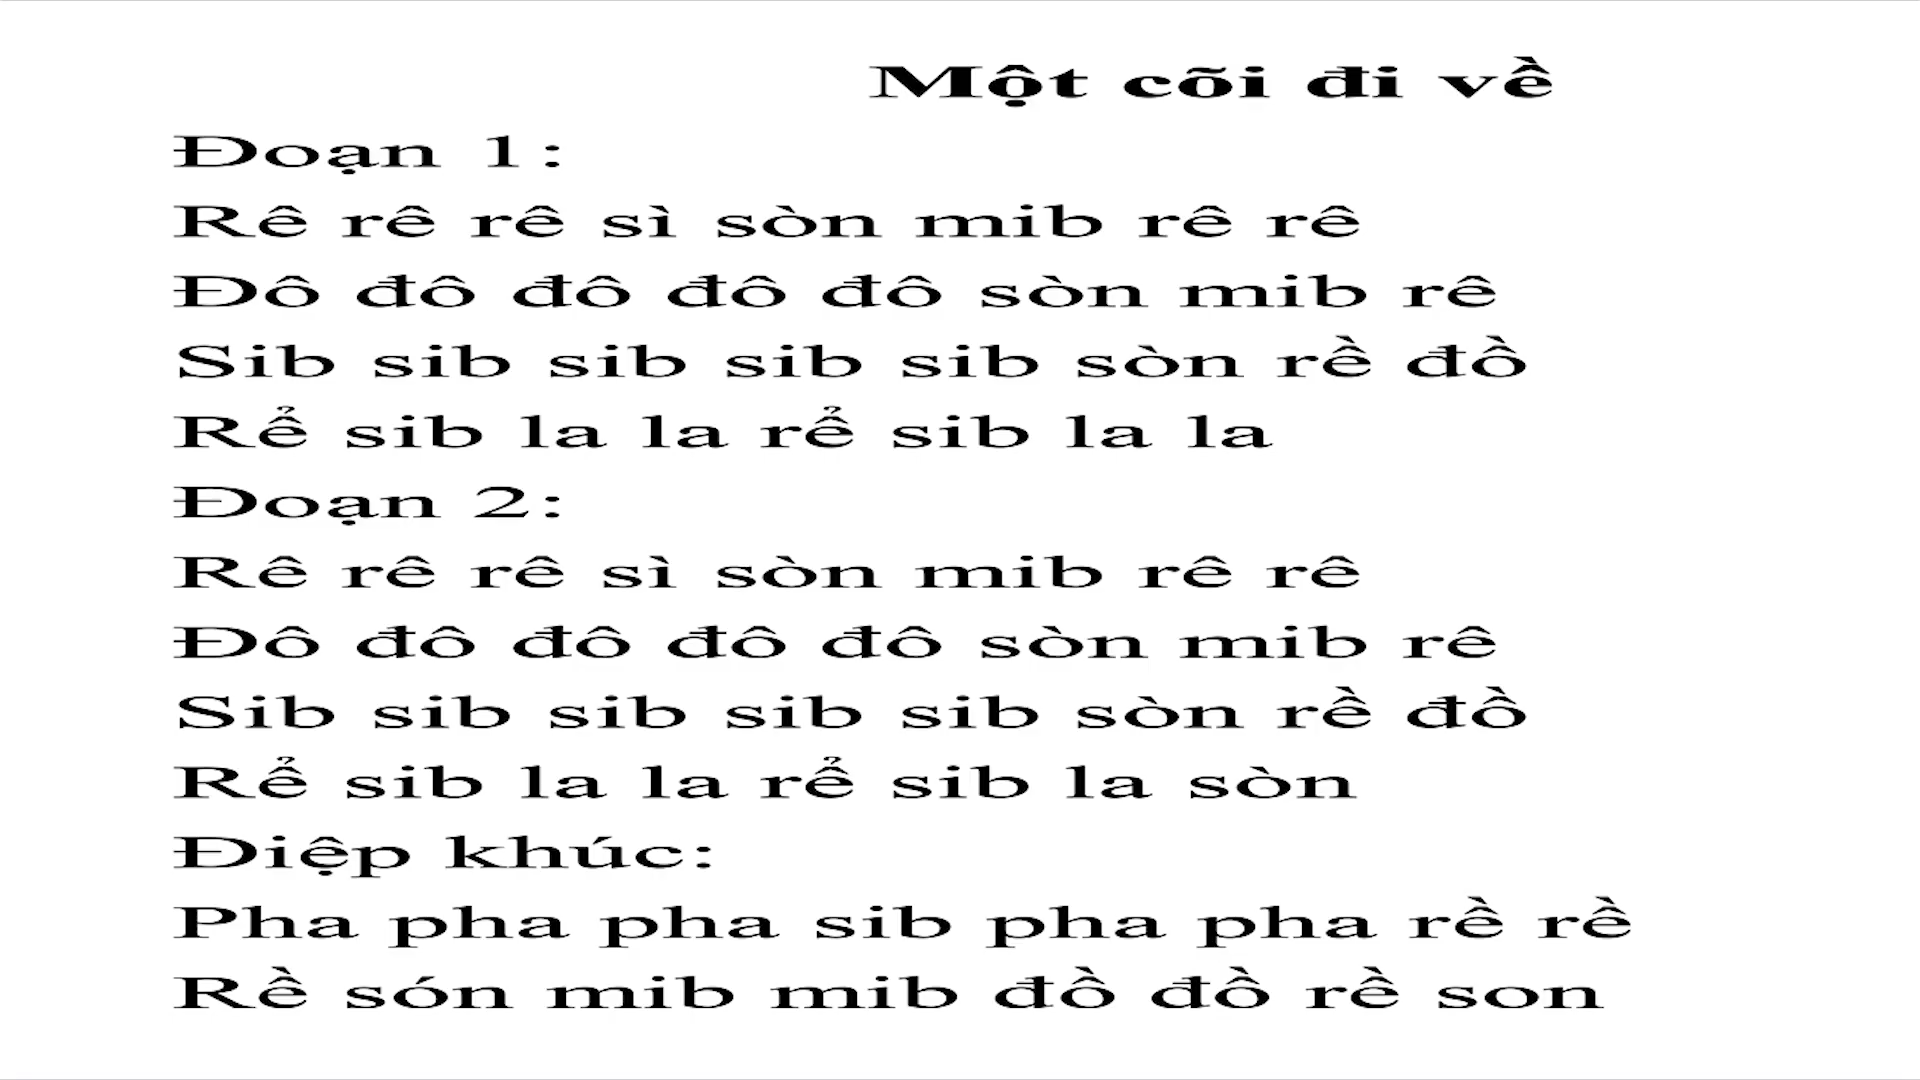 Một cõi đi về
Đoạn 1:
Rê rê rê sì sòn mib rê rê
Đô đô đô đô đô sòn mib rê
Sib sib sib sib sib sòn rề đồ
Rể sib la la rể sib la la
Đoạn 2:
Rê rê rê sì sòn mib rê rê
Đô đô đô đô đô sòn mib rê
Sib sib sib sib sib sòn rề đồ
Rể sib la la rể sib la sòn
Điệp khúc:
Pha pha pha sib pha pha rề rề
Rề són mib mib đồ đồ rề son